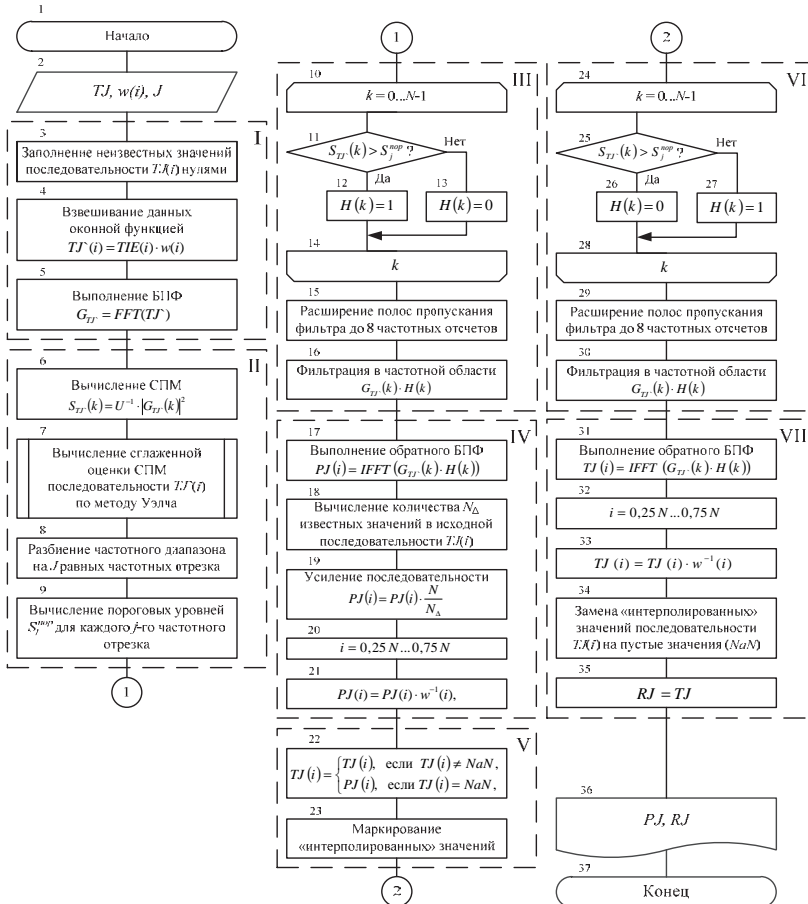 1
Начало
2
TJ, w(i), J
I
3
Заполнение неизвестных значений
последовательности TJ(i) нулями
4
Взвешивание данных
оконной функцией
TJ`(i) = TIE(i) · w(i)
5
Выполнение БПФ
G_TJ` = FFT(TJ`)
II
6
Вычисление СПМ
S_TJ`(k) = U⁻¹ · |G_TJ`(k)|²
7
Вычисление сглаженной
оценки СПМ
последовательности TJ`(i)
по методу Уэлча
8
Разбиение частотного диапазона
на J равных частотных отрезка
9
Вычисление пороговых уровней
S_j^пор для каждого j-го частотного
отрезка
1
1
III
10
k = 0...N-1
11
S_TJ`(k) > S_j^пор ?
Нет
Да
12
H(k) = 1
13
H(k) = 0
14
k
15
Расширение полос пропускания
фильтра до 8 частотных отсчетов
16
Фильтрация в частотной области
G_TJ`(k) · H(k)
IV
17
Выполнение обратного БПФ
PJ(i) = IFFT (G_TJ`(k) · H(k))
18
Вычисление количества N_Δ
известных значений в исходной
последовательности TJ(i)
19
Усиление последовательности
PJ(i) = PJ(i) · N / N_Δ
20
i = 0,25 N ... 0,75 N
21
PJ(i) = PJ(i) · w⁻¹(i),
V
22
TJ(i) = { TJ(i), если TJ(i) ≠ NaN,
PJ(i), если TJ(i) = NaN,
23
Маркирование
«интерполированных» значений
2
2
VI
24
k = 0...N-1
25
S_TJ`(k) > S_j^пор ?
Нет
Да
26
H(k) = 0
27
H(k) = 1
28
k
29
Расширение полос пропускания
фильтра до 8 частотных отсчетов
30
Фильтрация в частотной области
G_TJ`(k) · H(k)
VII
31
Выполнение обратного БПФ
TJ(i) = IFFT (G_TJ`(k) · H(k))
32
i = 0,25 N ... 0,75 N
33
TJ (i) = TJ (i) · w⁻¹(i)
34
Замена «интерполированных»
значений последовательности
TJ(i) на пустые значения (NaN)
35
RJ = TJ
36
PJ, RJ
37
Конец